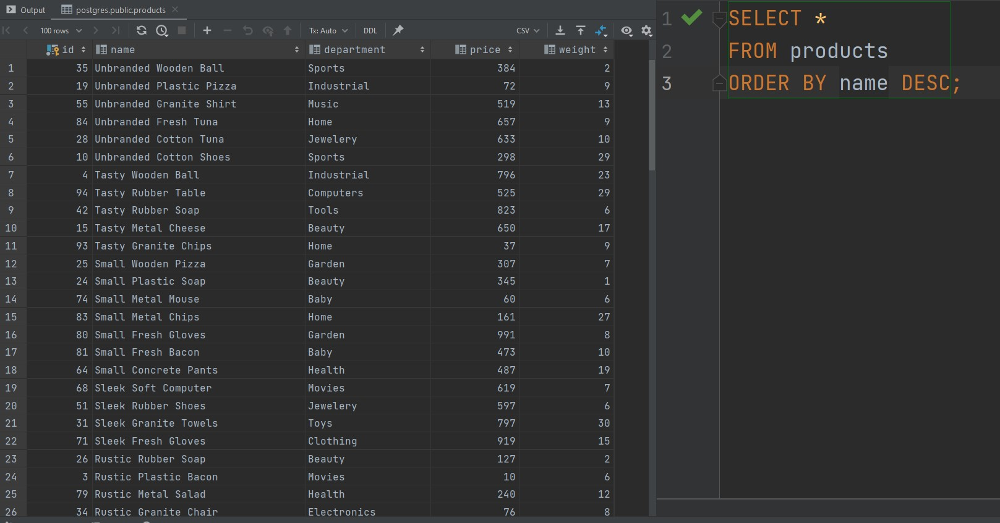 Output postgres.public.products
100 rows Tx: Auto DDL CSV
id name department price weight
1 35 Unbranded Wooden Ball Sports 384 2
2 19 Unbranded Plastic Pizza Industrial 72 9
3 55 Unbranded Granite Shirt Music 519 13
4 84 Unbranded Fresh Tuna Home 657 9
5 28 Unbranded Cotton Tuna Jewelery 633 10
6 10 Unbranded Cotton Shoes Sports 298 29
7 4 Tasty Wooden Ball Industrial 796 23
8 94 Tasty Rubber Table Computers 525 29
9 42 Tasty Rubber Soap Tools 823 6
10 15 Tasty Metal Cheese Beauty 650 17
11 93 Tasty Granite Chips Home 37 9
12 25 Small Wooden Pizza Garden 307 7
13 24 Small Plastic Soap Beauty 345 1
14 74 Small Metal Mouse Baby 60 6
15 83 Small Metal Chips Home 161 27
16 80 Small Fresh Gloves Garden 991 8
17 81 Small Fresh Bacon Baby 473 10
18 64 Small Concrete Pants Health 487 19
19 68 Sleek Soft Computer Movies 619 7
20 51 Sleek Rubber Shoes Jewelery 597 6
21 31 Sleek Granite Towels Toys 797 30
22 71 Sleek Fresh Gloves Clothing 919 15
23 26 Rustic Rubber Soap Beauty 127 2
24 3 Rustic Plastic Bacon Movies 10 6
25 79 Rustic Metal Salad Health 240 12
26 34 Rustic Granite Chair Electronics 76 8
1 SELECT *
2 FROM products
3 ORDER BY name DESC;